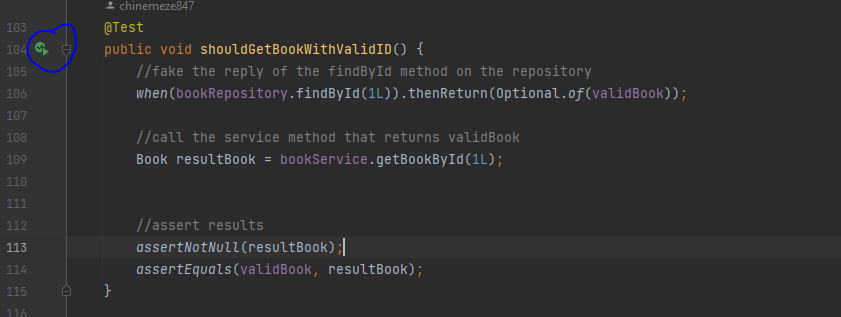 chinemeze847
103 @Test
104 public void shouldGetBookWithValidID() {
105 //fake the reply of the findById method on the repository
106 when(bookRepository.findById(1L)).thenReturn(Optional.of(validBook));
107
108 //call the service method that returns validBook
109 Book resultBook = bookService.getBookById(1L);
110
111
112 //assert results
113 assertNotNull(resultBook);
114 assertEquals(validBook, resultBook);
115 }
116